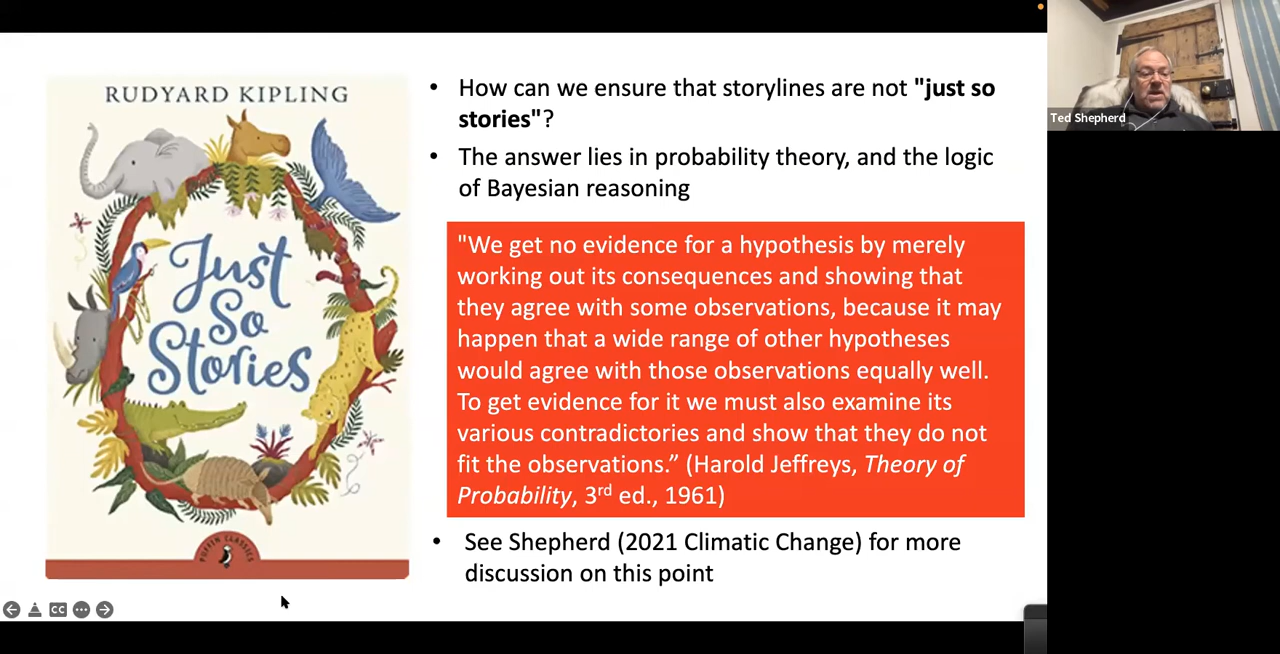 RUDYARD KIPLING
Just
So
Stories
PUFFIN CLASSICS
• How can we ensure that storylines are not "just so
stories"?
• The answer lies in probability theory, and the logic
of Bayesian reasoning
"We get no evidence for a hypothesis by merely
working out its consequences and showing that
they agree with some observations, because it may
happen that a wide range of other hypotheses
would agree with those observations equally well.
To get evidence for it we must also examine its
various contradictories and show that they do not
fit the observations.” (Harold Jeffreys, Theory of
Probability, 3rd ed., 1961)
• See Shepherd (2021 Climatic Change) for more
discussion on this point
Ted Shepherd
CC